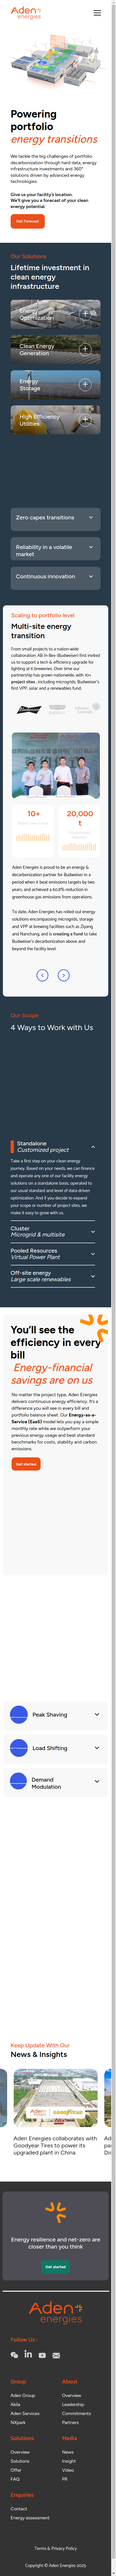 Aden
energies
Powering
portfolio
energy transitions
We tackle the big challenges of portfolio
decarbonization through hard-data, energy
infrastructure investments and 360°
solutions driven by advanced energy
technologies.
Give us your facility's location.
We'll give you a forecast of your clean
energy potential.
Get Forecast
Our Solutions
Lifetime investment in
clean energy
infrastructure
Energy
Optimization
Clean Energy
Generation
Energy
Storage
High Efficiency
Utilities
Zero capex transitions
Reliability in a volatile
market
Continuous innovation
Scaling to portfolio level
Multi-site energy
transition
From small projects to a nation-wide
collaboration: AB In-Bev (Budweiser) first invited
us to support a tech & efficiency upgrade for
lighting at 6 breweries. Over time our
partnership has grown nationwide with 10+
project sites
20,000
10+
t
Aden Energies is proud to be an energy &
decarbonization partner for Budweiser in a
period when it beat emissions targets by two
years, and achieved a 60.8% reduction in
greenhouse gas emissions from operations.
To date, Aden Energies has rolled out energy
solutions encompassing microgrids, storage
and VPP at brewing facilities such as in Ziyang
and Nanchang, and is creating a fund to drive
Budweiser's decarbonization above and
beyond.
Our Scope
4 Ways to Work with Us
Standalone
Customized project
Take a first step on your clean energy
journey. Based on your needs, we can finance
and operate any one of our facility energy
solutions on a standalone basis, operated to
our usual standard and level of data-driven
optimization. And if you decide to expand
your scope or number of project sites, we
make it easy to grow with us.
Cluster
Microgrid & multisite
Pooled Resources
Virtual Power Plant
Off-site energy
Large scale renewables
You'll see the
efficiency in every
bill
Energy-financial
savings are on us
No matter the project type, Aden Energies
delivers continuous energy efficiency. It's a
difference you will see in every bill and
portfolio balance sheet. Our Energy-as-a-
Service (EaaS) model lets you pay a simple
monthly rate while we outperform your
previous energy usage and beat standard
benchmarks for costs, stability and carbon
emissions.
Get started
Peak Shaving
Load Shifting
Demand
Modulation
Keep Update With Our
News & Insights
Aden Energies collaborates with
Goodyear Tires to power its
upgraded plant in China
Energy resilience and net-zero are
closer than you think
Get started
Aden
energies
Follow Us :
Group
Aden Group
Akila
Aden Services
NXpark
About
Overview
Leadership
Commitments
Partners
Solutions
Overview
Solutions
Offer
FAQ
Media
News
Insight
Video
PR
Enquiries
Contact
Energy assessment
Terms & Privacy Policy
Copyright © Aden Energies 2025